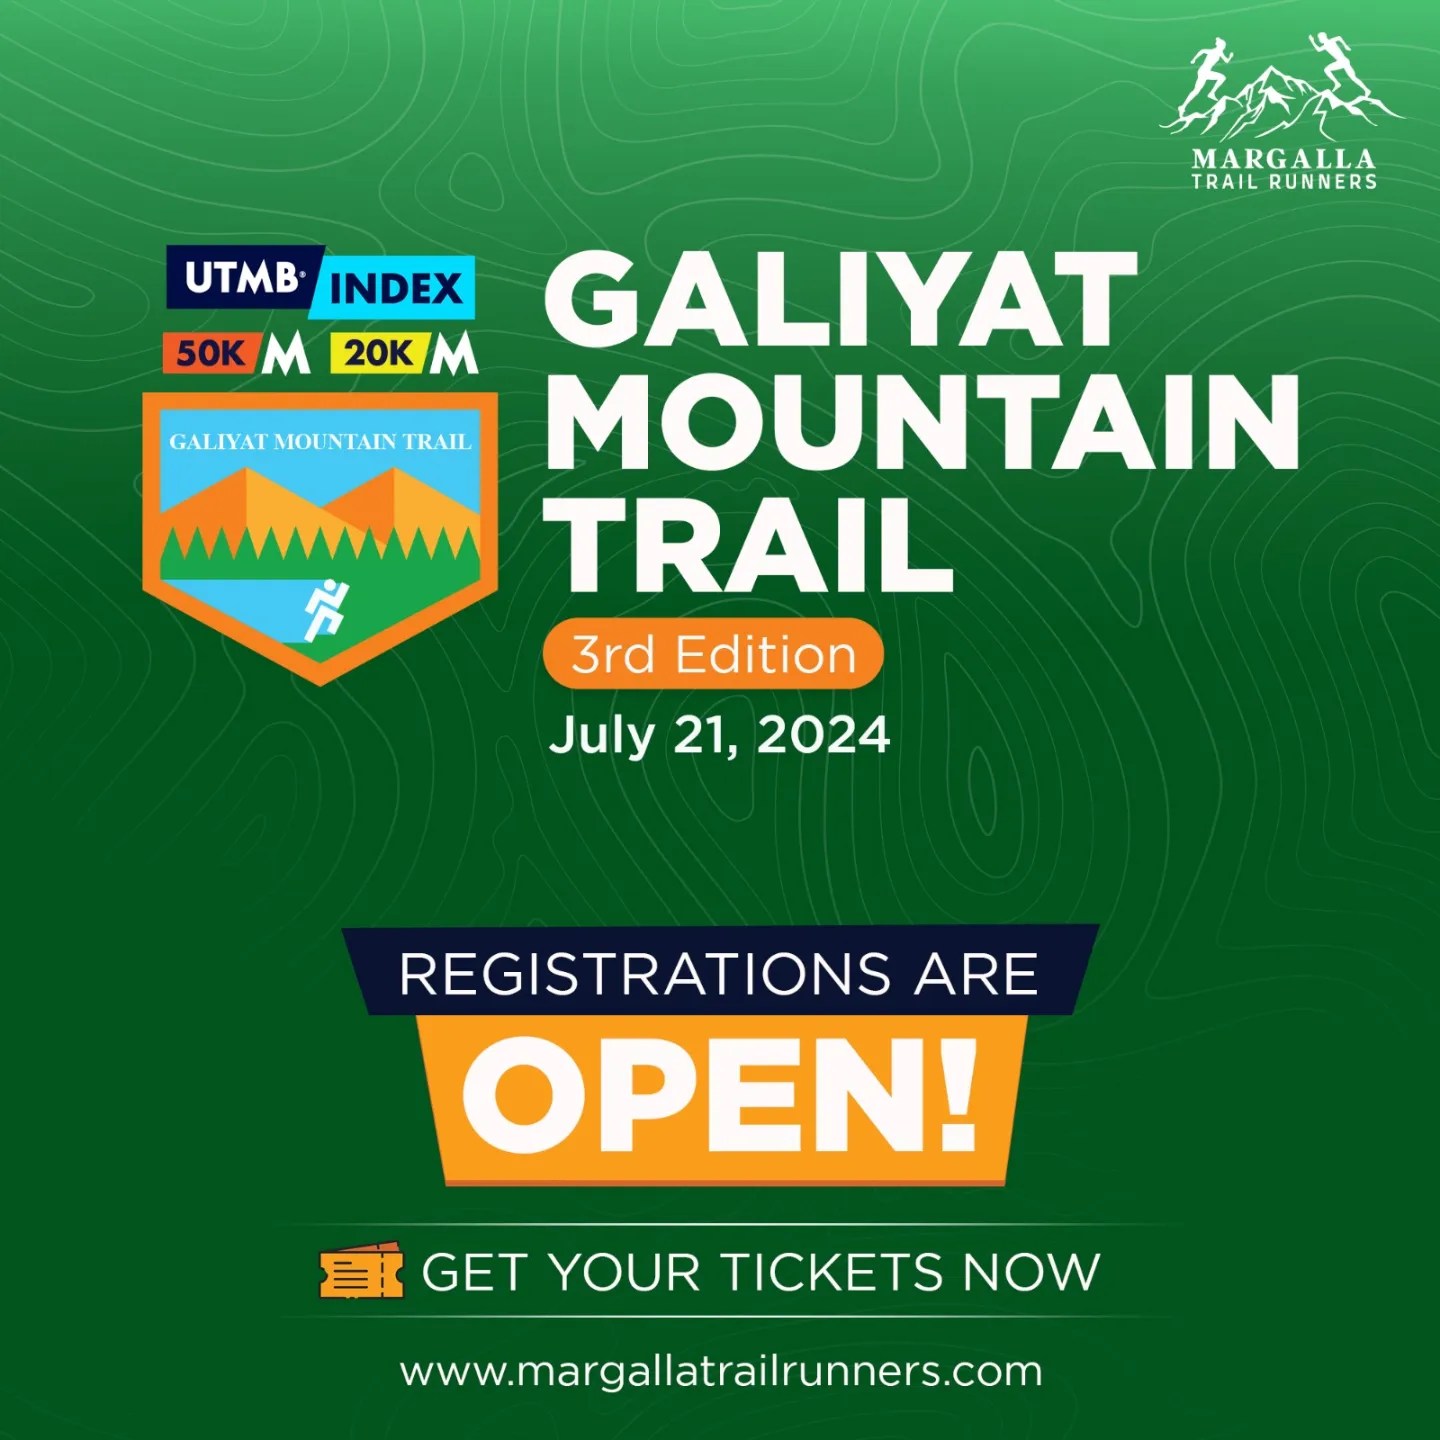 MARGALLA
TRAIL RUNNERS
UTMB® INDEX
50K M 20K M
GALIYAT MOUNTAIN TRAIL
GALIYAT
MOUNTAIN
TRAIL
3rd Edition
July 21, 2024
REGISTRATIONS ARE
OPEN!
GET YOUR TICKETS NOW
www.margallatrailrunners.com